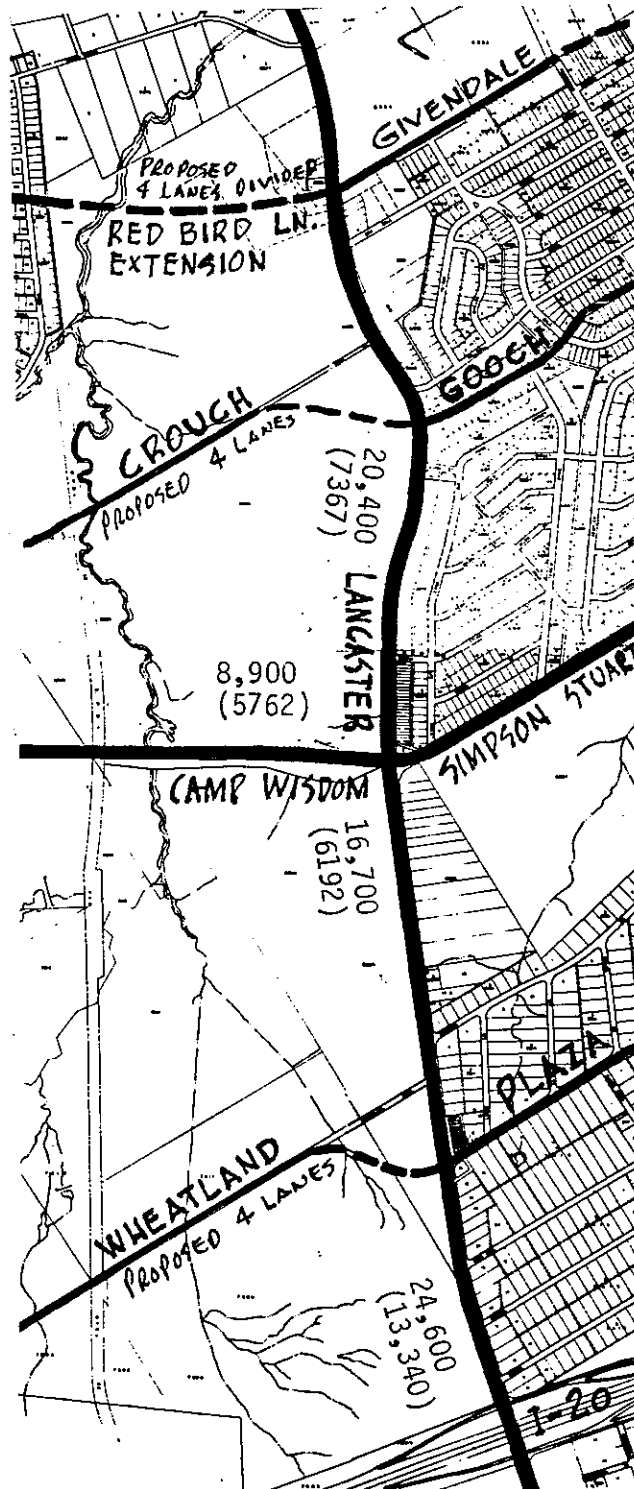 GIVENDALE
PROPOSED
4 LANES DIVIDED
RED BIRD LN.
EXTENSION
GOOCH
CROUCH
PROPOSED 4 LANES
20,400
(7367)
LANCASTER
8,900
(5762)
SIMPSON STUART
CAMP WISDOM
16,700
(6192)
PLAZA
WHEATLAND
PROPOSED 4 LANES
24,600
(13,340)
I-20